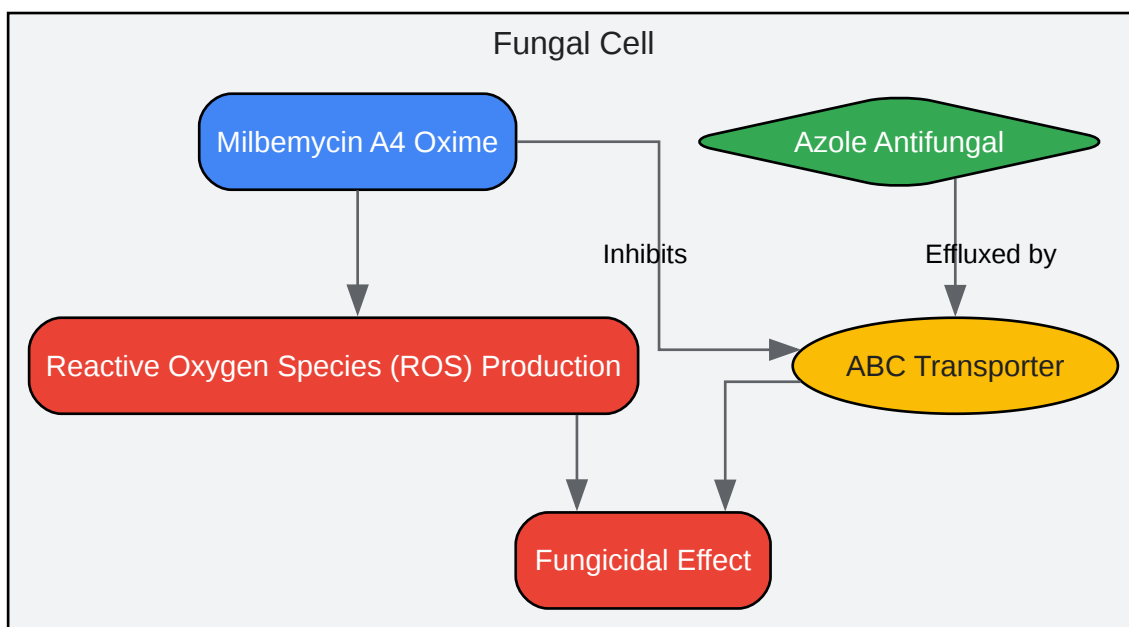 Fungal Cell
Milbemycin A4 Oxime
Azole Antifungal
Inhibits
Effluxed by
Reactive Oxygen Species (ROS) Production
ABC Transporter
Fungicidal Effect